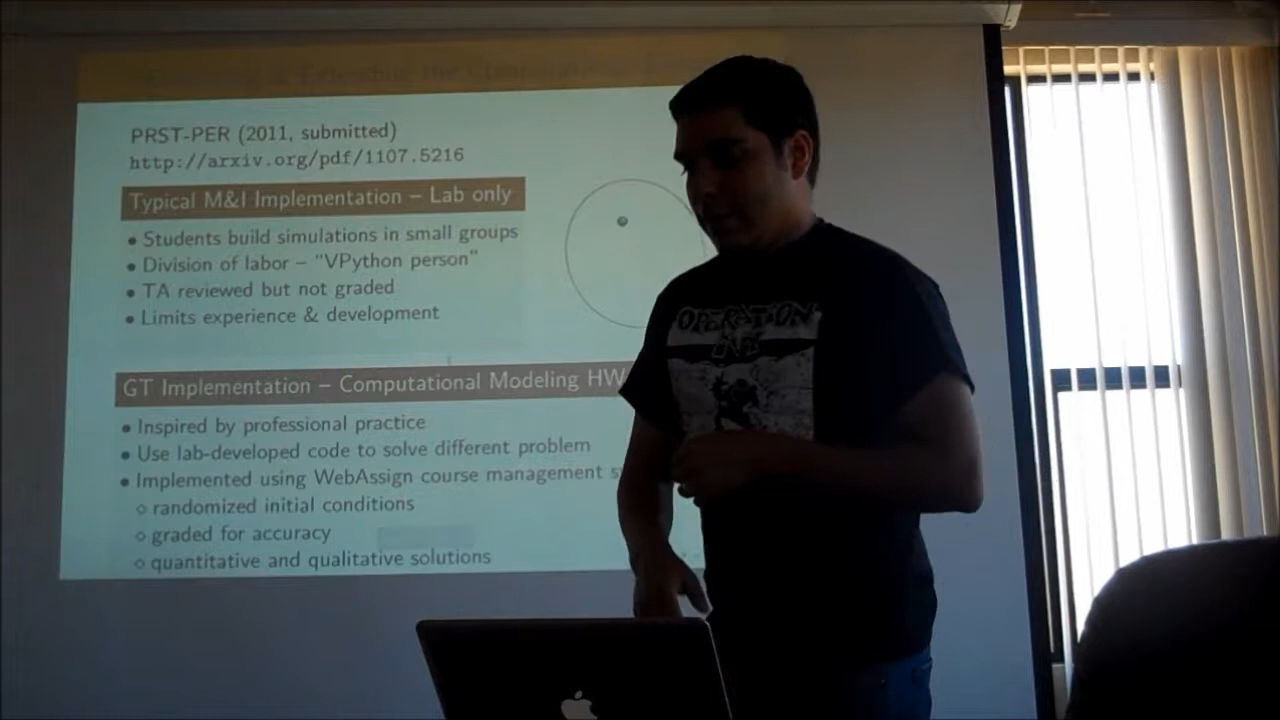 PRST-PER (2011, submitted)
http://arxiv.org/pdf/1107.5216
Typical M&I Implementation – Lab only
• Students build simulations in small groups
• Division of labor – "VPython person"
• TA reviewed but not graded
• Limits experience & development
GT Implementation – Computational Modeling HW
• Inspired by professional practice
• Use lab-developed code to solve different problem
• Implemented using WebAssign course management
◦ randomized initial conditions
◦ graded for accuracy
◦ quantitative and qualitative solutions
OPERATION
IVY